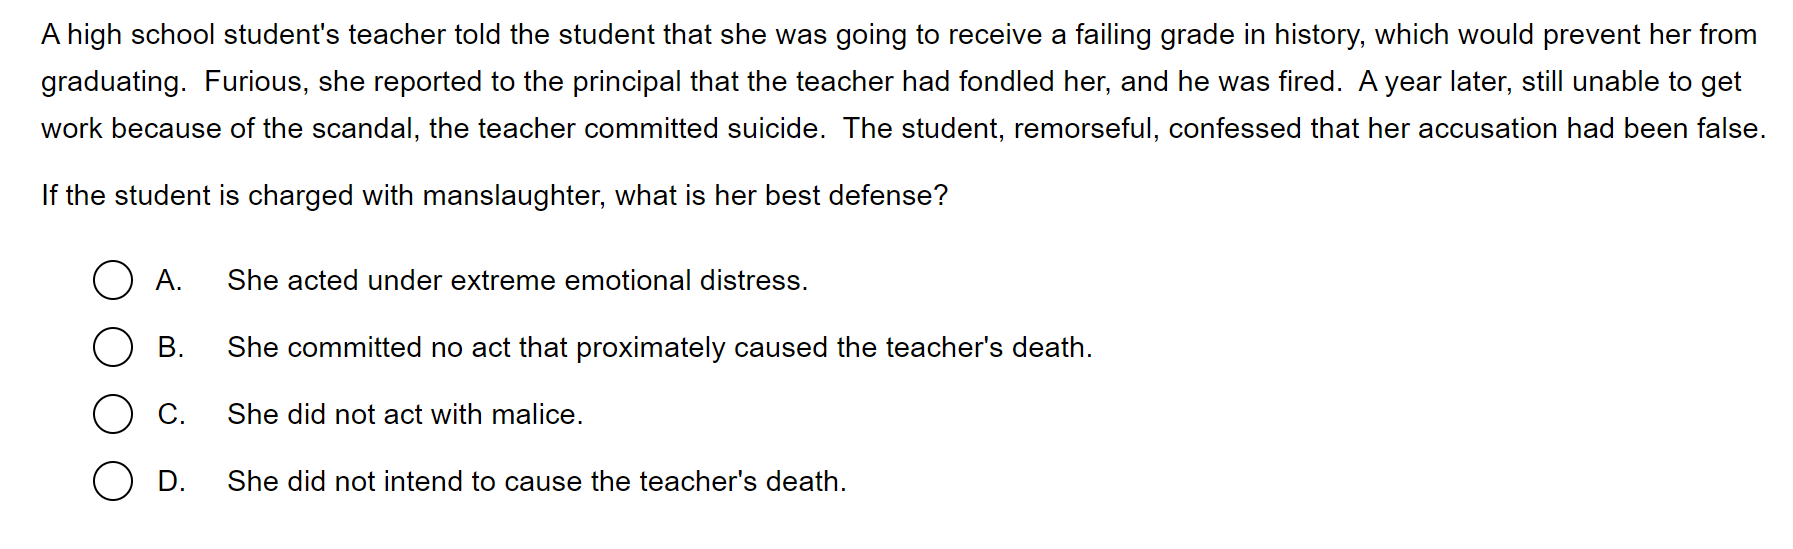 A high school student's teacher told the student that she was going to receive a failing grade in history, which would prevent her from
graduating.  Furious, she reported to the principal that the teacher had fondled her, and he was fired.  A year later, still unable to get
work because of the scandal, the teacher committed suicide.  The student, remorseful, confessed that her accusation had been false.
If the student is charged with manslaughter, what is her best defense?
A. She acted under extreme emotional distress.
B. She committed no act that proximately caused the teacher's death.
C. She did not act with malice.
D. She did not intend to cause the teacher's death.